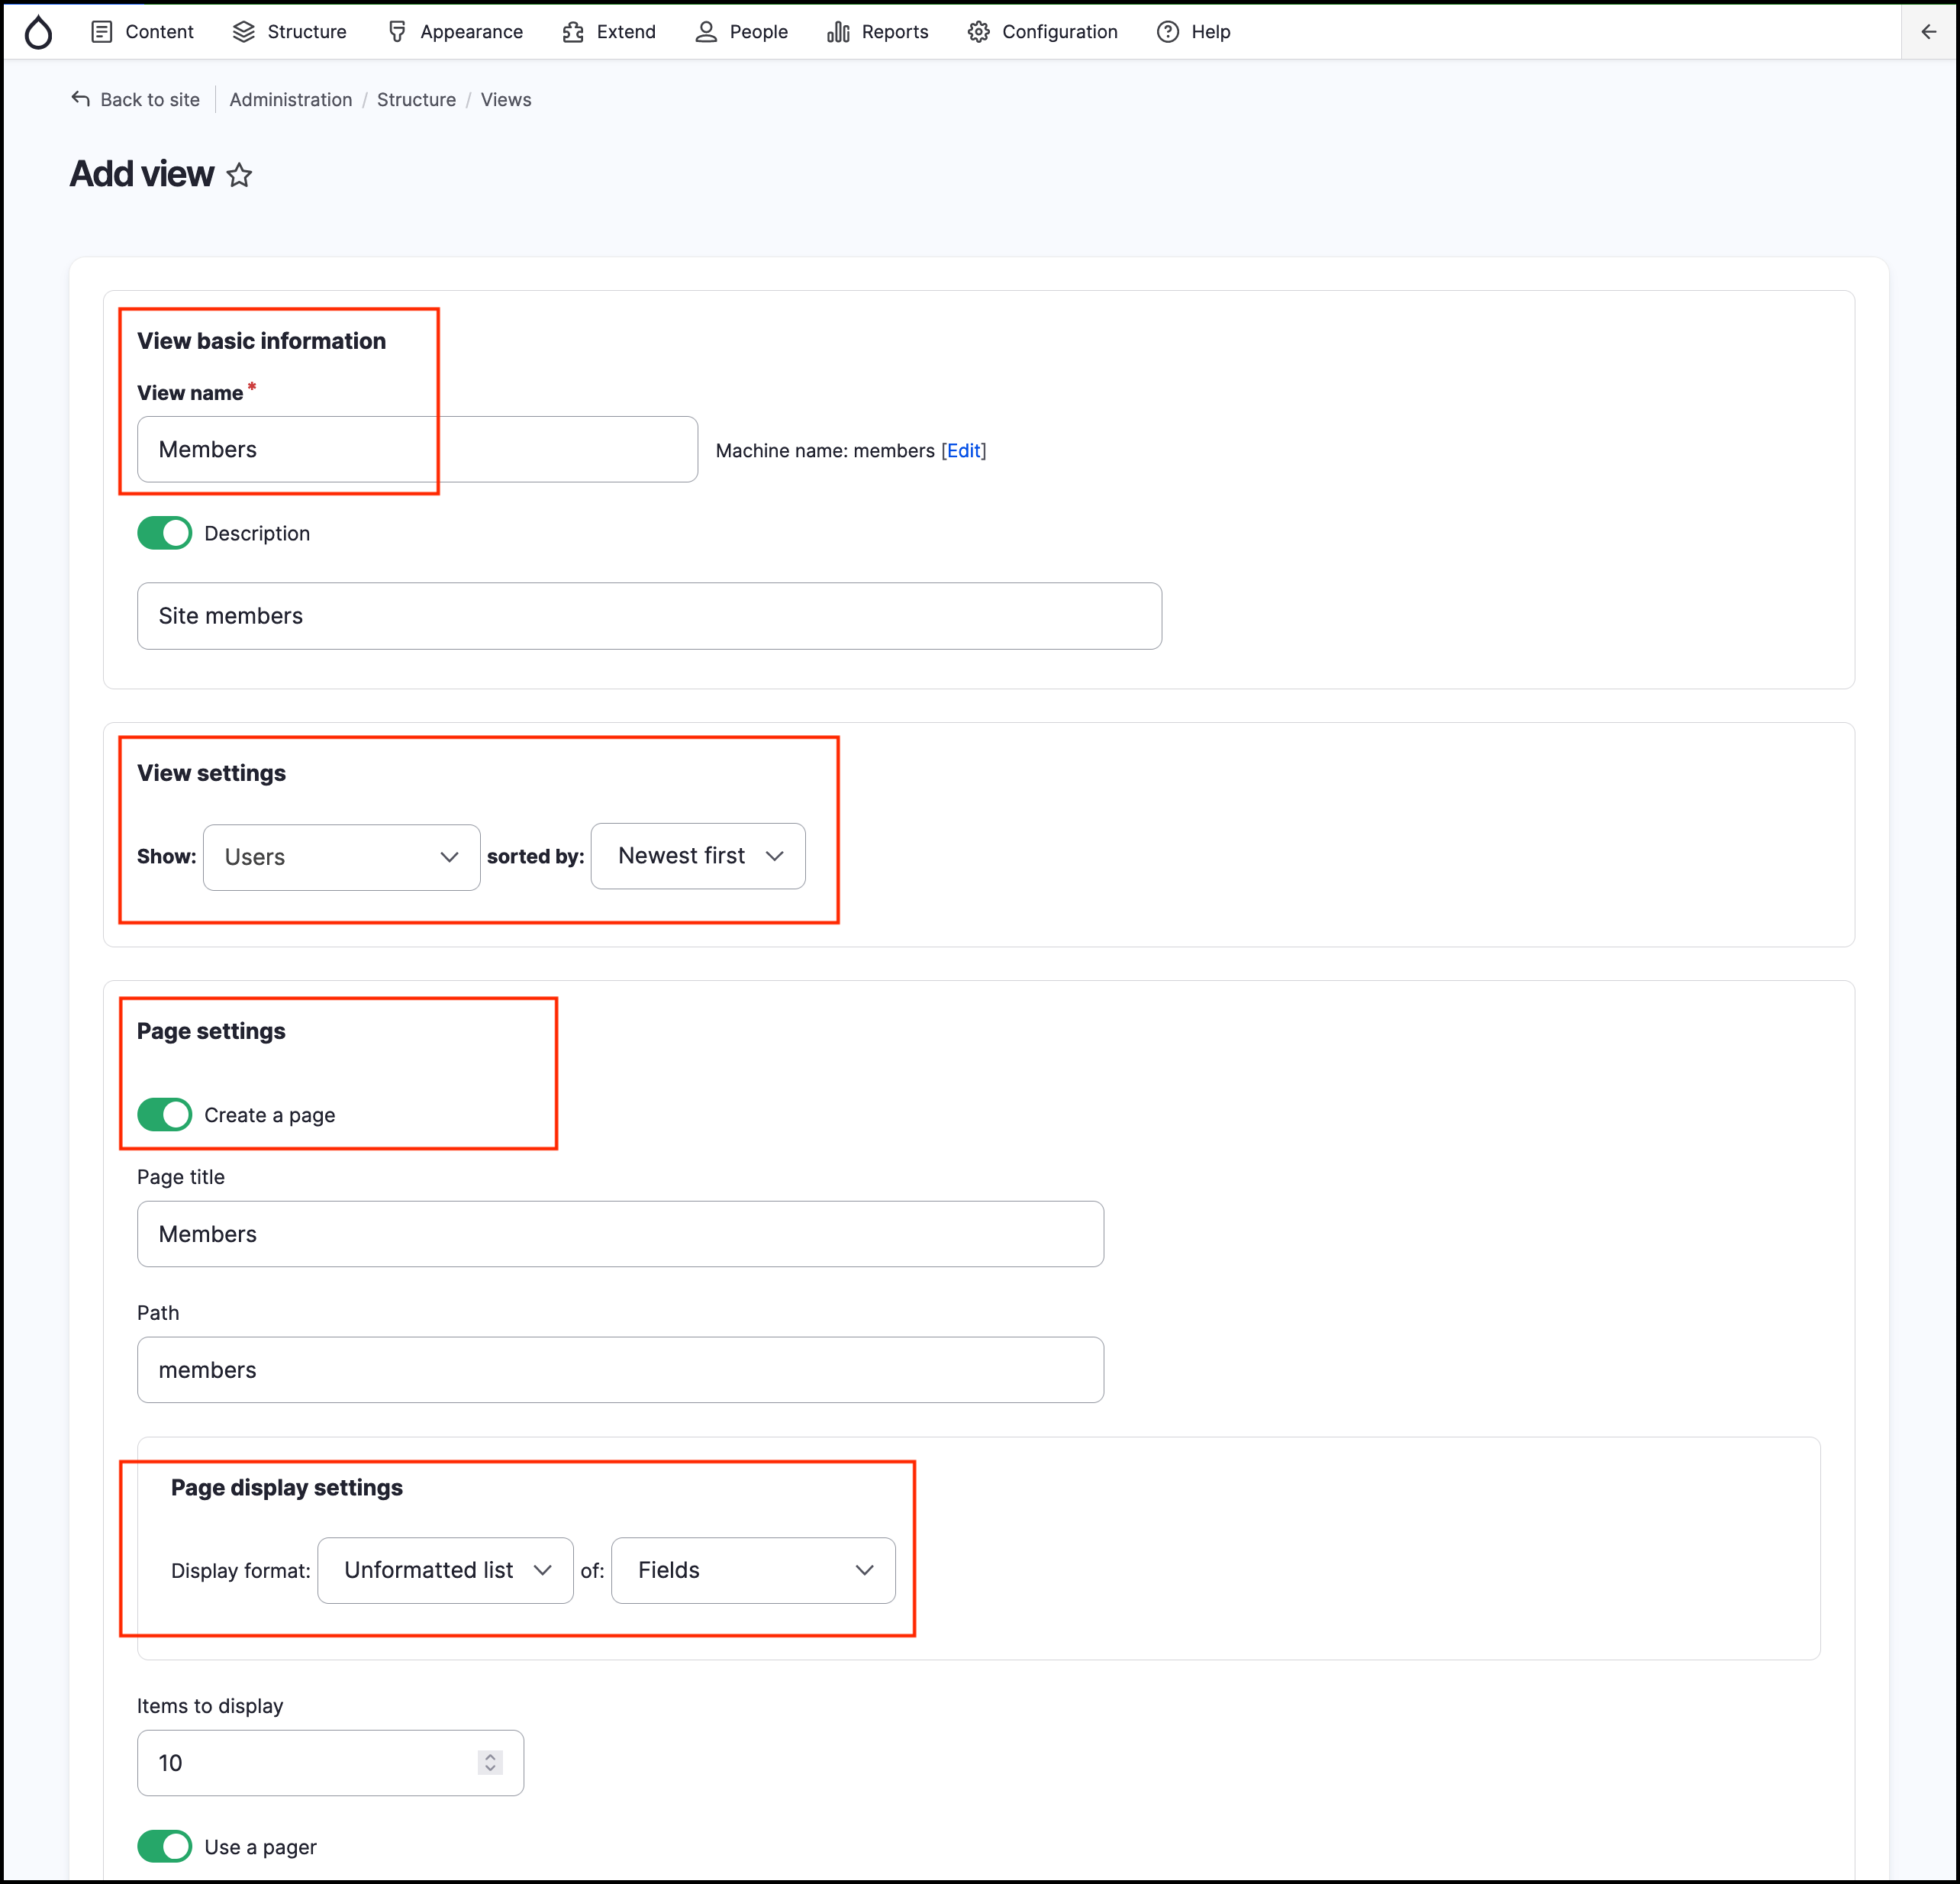 Content Structure Appearance Extend People Reports Configuration Help
Back to site Administration / Structure / Views
Add view
View basic information
View name *
Members
Machine name: members [Edit]
Description
Site members
View settings
Show: Users sorted by: Newest first
Page settings
Create a page
Page title
Members
Path
members
Page display settings
Display format: Unformatted list of: Fields
Items to display
10
Use a pager